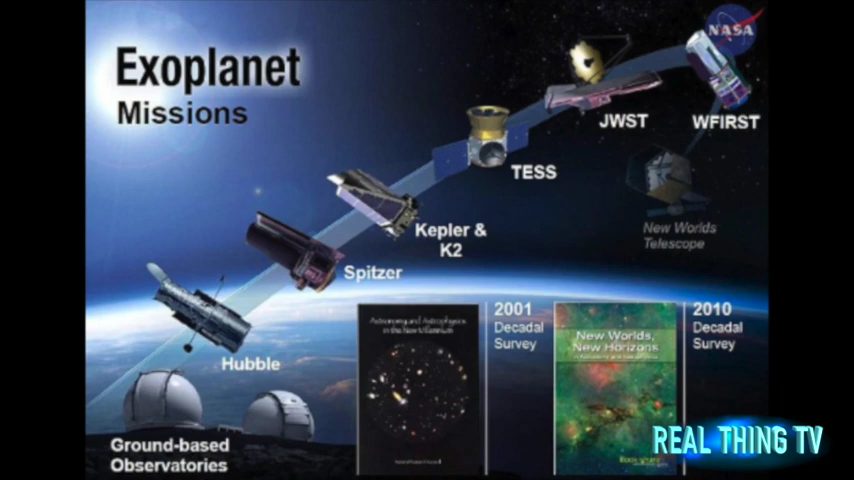 Exoplanet
Missions
NASA
JWST
WFIRST
TESS
New Worlds
Telescope
Kepler &
K2
Spitzer
Hubble
Ground-based
Observatories
Astronomy and Astrophysics
in the New Millennium
2001
Decadal
Survey
New Worlds,
New Horizons
2010
Decadal
Survey
REAL THING TV